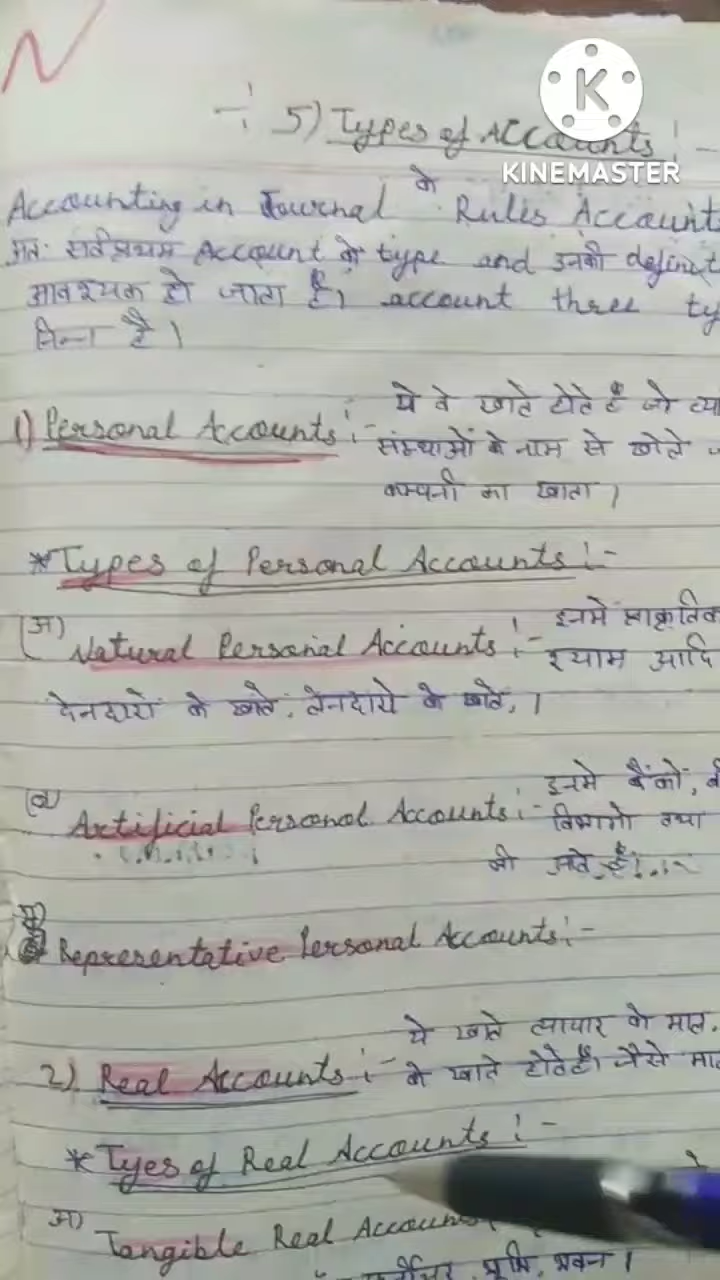 N
-: 5) Types of Accounts :-
KINEMASTER
Accounting in Journal के Rules Account
अतः सर्वप्रथम Account के type and उनकी definit
आवश्यक हो जाता है। account three ty
निम्न है।
ये वे खाते होते हैं जो व्या
1) Personal Accounts :- संस्थाओं के नाम से खोले
कम्पनी का खाता।
*Types of Personal Accounts :-
इनमें प्राकृतिक
(अ) Natural Personal Accounts :- श्याम आदि
देनदारों के खाते, लेनदारो के खाते, ।
इनमे बैंकों,
(ब) Artificial Personal Accounts :- विभागो तथा
जाते है।
Representative Personal Accounts :-
ये खाते व्यापार के माल
2) Real Accounts :- के खाते होते है। जैसे
* Tyes of Real Accounts :-
अ) Tangible Real Accoun
भूमि, भवन।